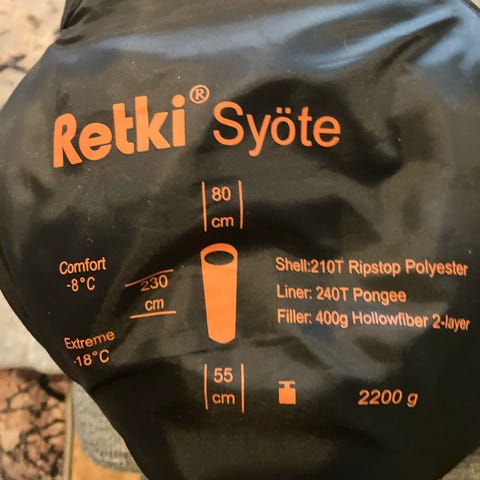 Retki® Syöte
80
cm
Comfort
-8°C
230
cm
Shell:210T Ripstop Polyester
Liner: 240T Pongee
Filler: 400g Hollowfiber 2-layer
Extreme
-18°C
55
cm
2200 g